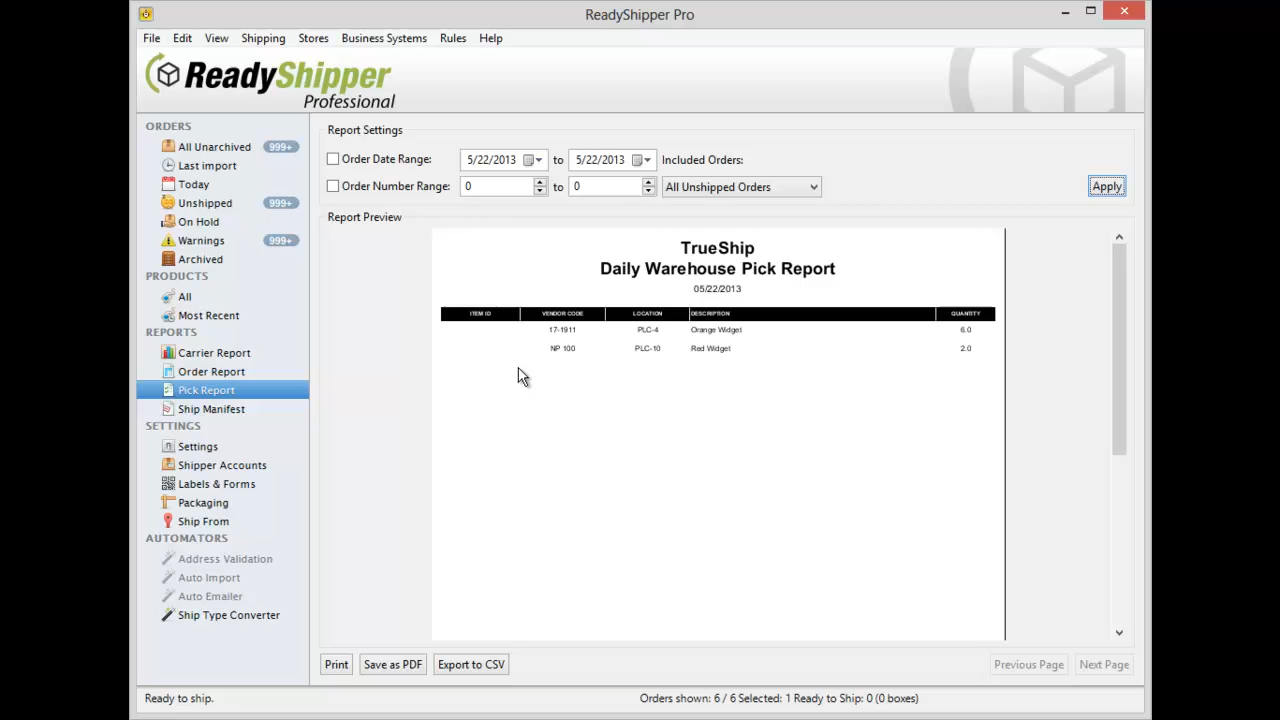 ReadyShipper Pro
File Edit View Shipping Stores Business Systems Rules Help
ReadyShipper
Professional
ORDERS
All Unarchived 999+
Last import
Today
Unshipped 999+
On Hold
Warnings 999+
Archived
PRODUCTS
All
Most Recent
REPORTS
Carrier Report
Order Report
Pick Report
Ship Manifest
SETTINGS
Settings
Shipper Accounts
Labels & Forms
Packaging
Ship From
AUTOMATORS
Address Validation
Auto Import
Auto Emailer
Ship Type Converter
Report Settings
Order Date Range: 5/22/2013 to 5/22/2013 Included Orders:
Order Number Range: 0 to 0 All Unshipped Orders Apply
Report Preview
TrueShip
Daily Warehouse Pick Report
05/22/2013
ITEM ID VENDOR CODE LOCATION DESCRIPTION QUANTITY
17-1911 PLC-4 Orange Widget 6.0
NP 100 PLC-10 Red Widget 2.0
Print Save as PDF Export to CSV Previous Page Next Page
Ready to ship. Orders shown: 6 / 6 Selected: 1 Ready to Ship: 0 (0 boxes)